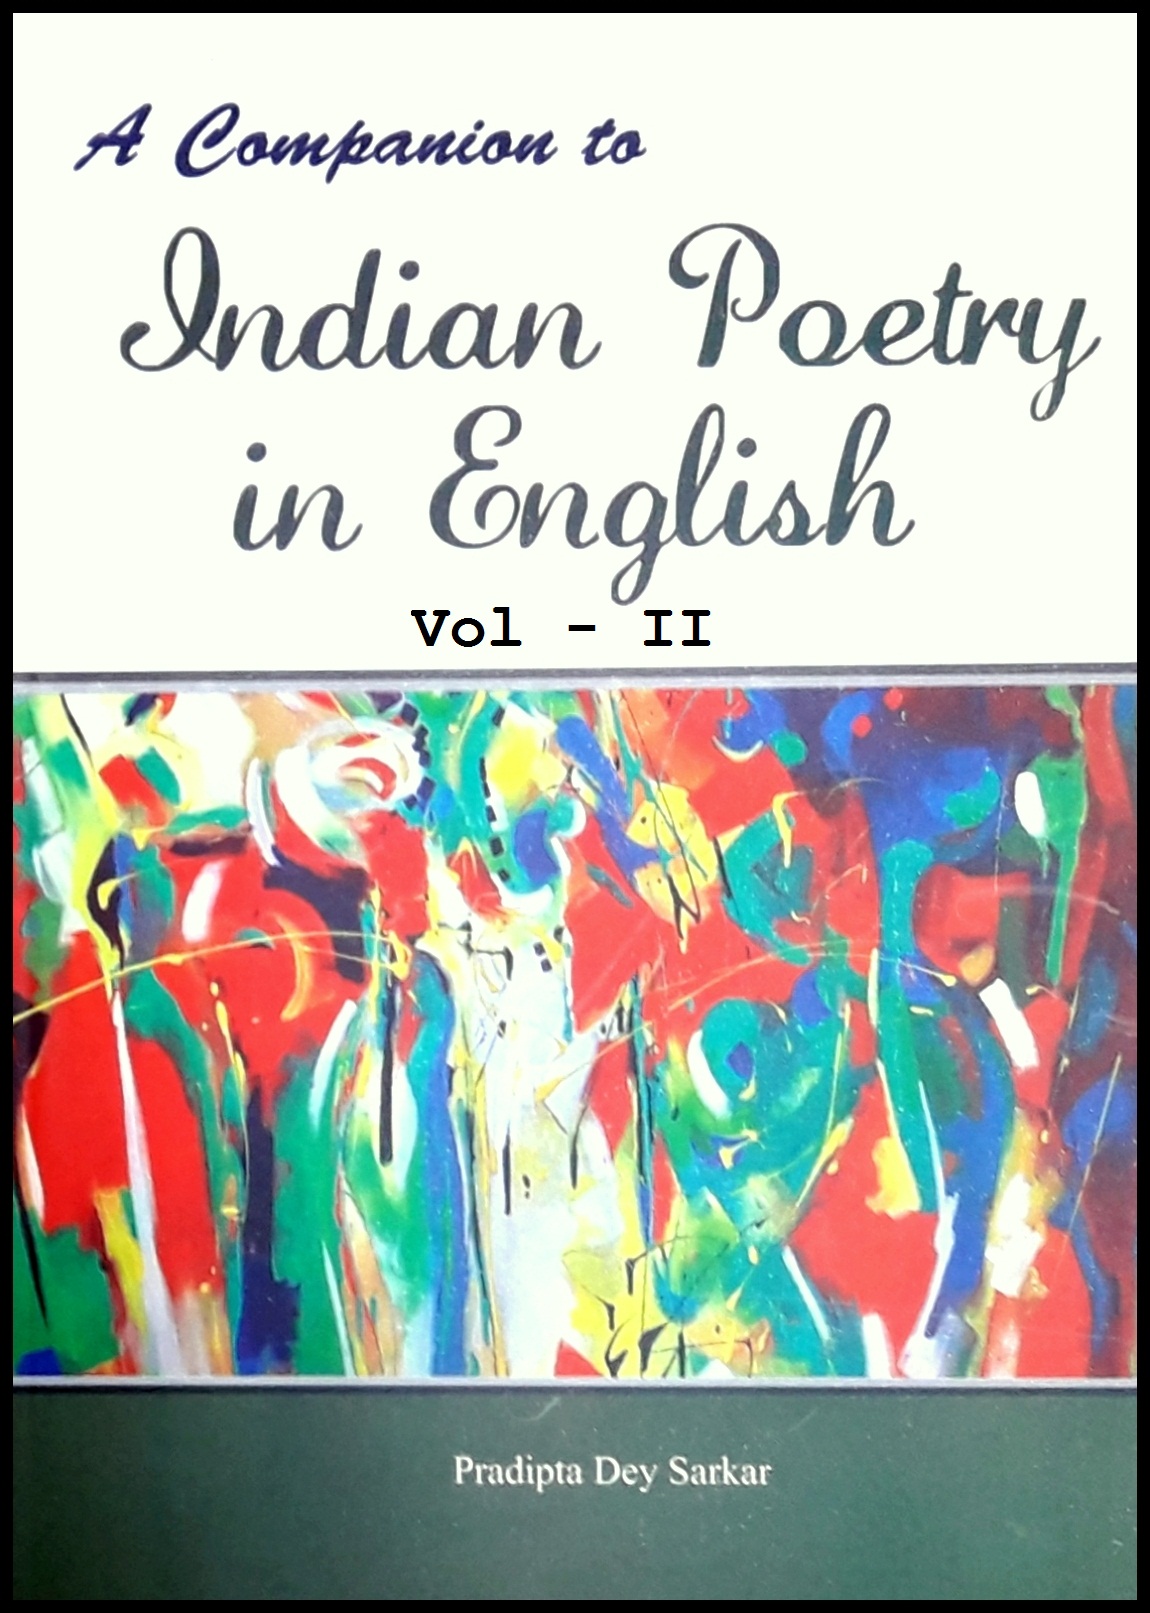 A Companion to
Indian Poetry
in English
Vol - II
Pradipta Dey Sarkar